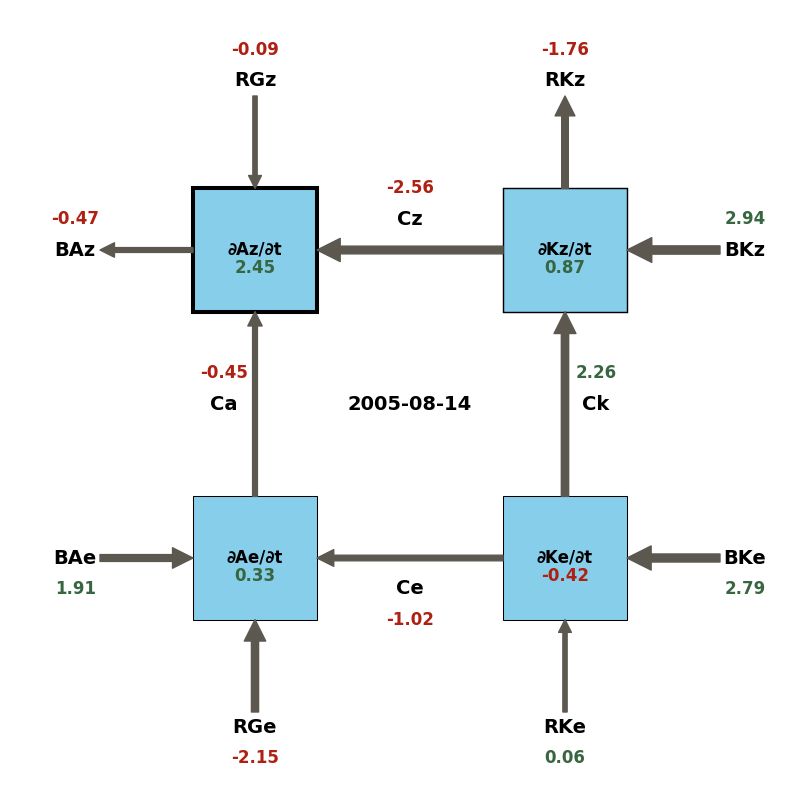 -0.09
RGz
-1.76
RKz
-0.47
BAz
∂Az/∂t
2.45
-2.56
Cz
∂Kz/∂t
0.87
2.94
BKz
-0.45
Ca
2005-08-14
2.26
Ck
BAe
1.91
∂Ae/∂t
0.33
Ce
-1.02
∂Ke/∂t
-0.42
BKe
2.79
RGe
-2.15
RKe
0.06